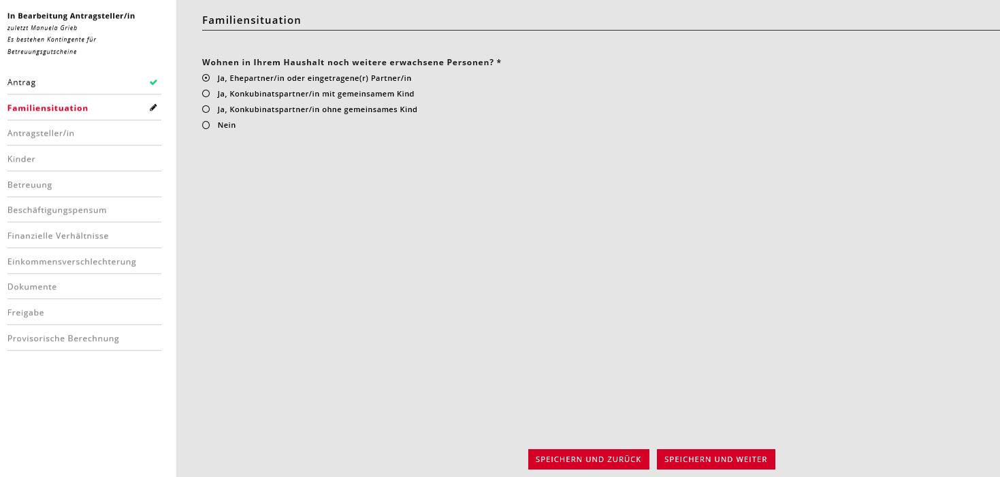 In Bearbeitung Antragsteller/in
zuletzt Manuela Grieb
Es bestehen Kontingente für
Betreuungsgutscheine
Antrag
Familiensituation
Antragsteller/in
Kinder
Betreuung
Beschäftigungspensum
Finanzielle Verhältnisse
Einkommensverschlechterung
Dokumente
Freigabe
Provisorische Berechnung
Familiensituation
Wohnen in Ihrem Haushalt noch weitere erwachsene Personen? *
Ja, Ehepartner/in oder eingetragene(r) Partner/in
Ja, Konkubinatspartner/in mit gemeinsamem Kind
Ja, Konkubinatspartner/in ohne gemeinsames Kind
Nein
SPEICHERN UND ZURÜCK
SPEICHERN UND WEITER